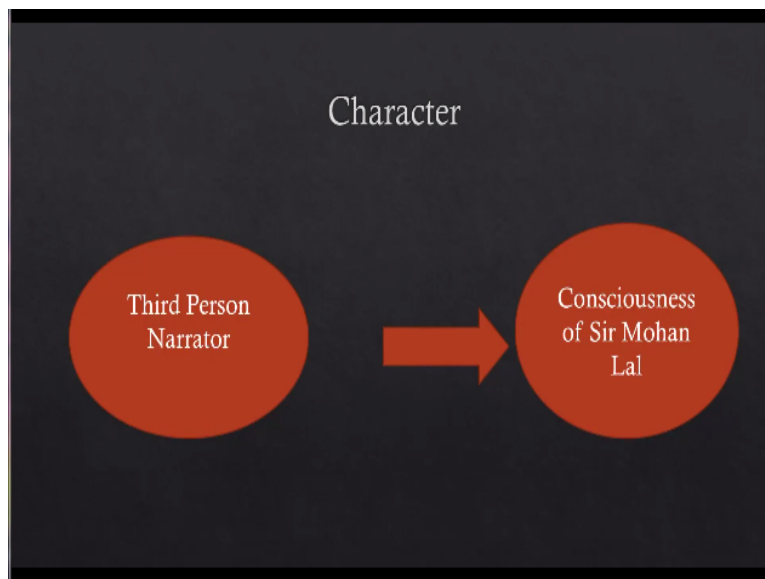 Character
Third Person
Narrator
Consciousness
of Sir Mohan
Lal